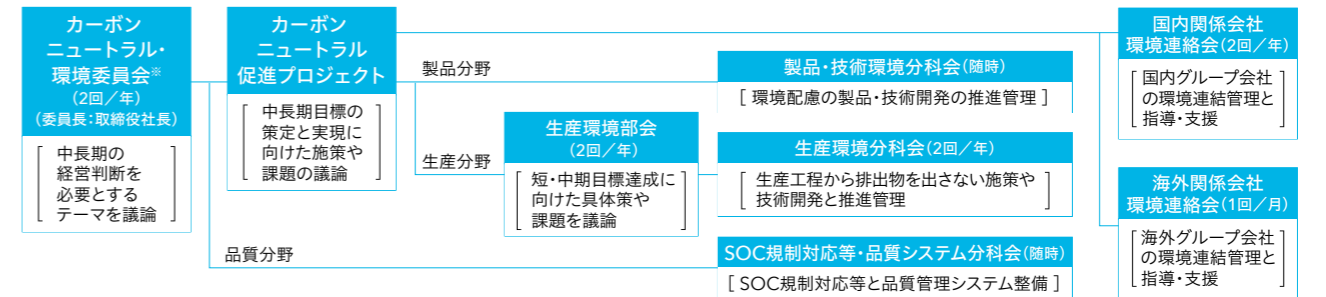 カーボン
ニュートラル・
環境委員会※
(2回／年)
(委員長:取締役社長)
中長期の
経営判断を
必要とする
テーマを議論
カーボン
ニュートラル
促進プロジェクト
中長期目標の
策定と実現に
向けた施策や
課題の議論
製品分野
生産分野
品質分野
生産環境部会
(2回／年)
短・中期目標達成に
向けた具体策や
課題を議論
製品・技術環境分科会(随時)
[ 環境配慮の製品・技術開発の推進管理 ]
生産環境分科会(2回／年)
生産工程から排出物を出さない施策や
技術開発と推進管理
SOC規制対応等・品質システム分科会(随時)
[ SOC規制対応等と品質管理システム整備 ]
国内関係会社
環境連絡会(2回／年)
国内グループ会社
の環境連結管理と
指導・支援
海外関係会社
環境連絡会(1回／月)
海外グループ会社
の環境連結管理と
指導・支援